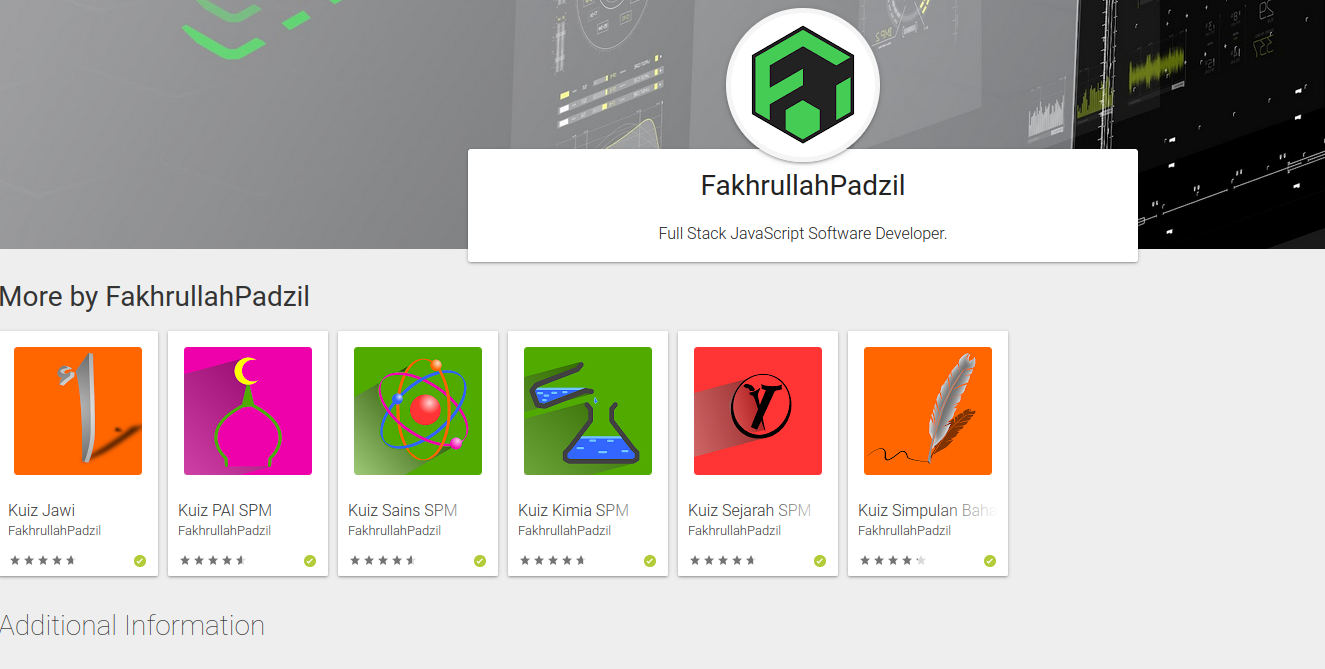 FakhrullahPadzil
Full Stack JavaScript Software Developer.
More by FakhrullahPadzil
Kuiz Jawi
FakhrullahPadzil
Kuiz PAI SPM
FakhrullahPadzil
Kuiz Sains SPM
FakhrullahPadzil
Kuiz Kimia SPM
FakhrullahPadzil
Kuiz Sejarah SPM
FakhrullahPadzil
Kuiz Simpulan Baha
FakhrullahPadzil
Additional Information